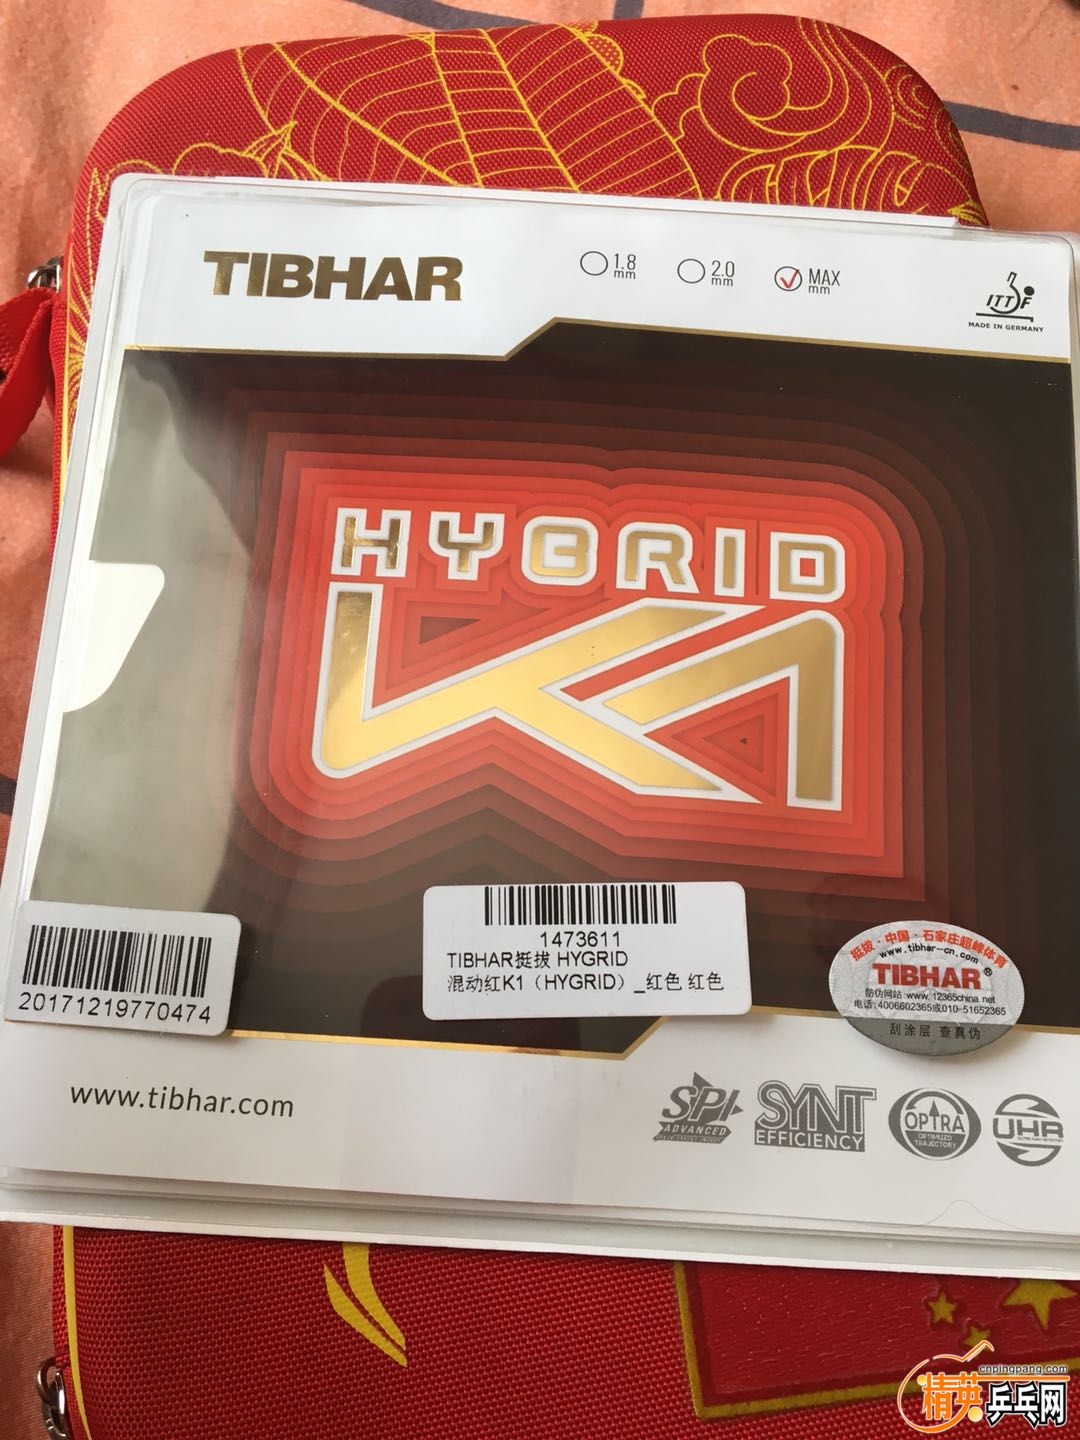 TIBHAR
1.8
mm
2.0
mm
MAX
mm
ITTF
MADE IN GERMANY
HYBRID
K1
1473611
TIBHAR挺拔 HYGRID
混动红K1（HYGRID）_红色 红色
20171219770474
挺拔·中国·石家庄超峰体育
www.tibhar-cn.com
TIBHAR®
防伪网站:www.12365china.net
电话:4006602365或010-51652365
刮涂层 查真伪
www.tibhar.com
SPI
ADVANCED
SYNT
EFFICIENCY
OPTRA
OPTIMIZED
TRAJECTORY
UHR
cnpingpang.com
精英乒乓网